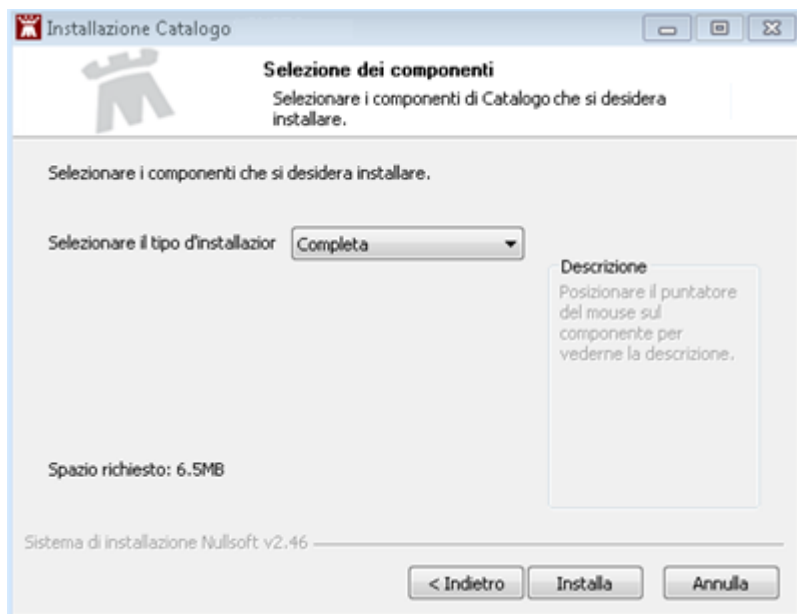 Installazione Catalogo
Selezione dei componenti
Selezionare i componenti di Catalogo che si desidera
installare.
Selezionare i componenti che si desidera installare.
Selezionare il tipo d'installazior
Completa
Descrizione
Posizionare il puntatore
del mouse sul
componente per
vederne la descrizione.
Spazio richiesto: 6.5MB
Sistema di installazione Nullsoft v2.46
< Indietro
Installa
Annulla